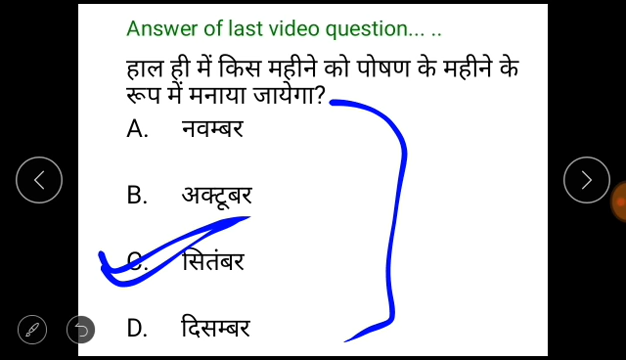 Answer of last video question... ..
हाल ही में किस महीने को पोषण के महीने के
रूप में मनाया जायेगा?
A. नवम्बर
B. अक्टूबर
C. सितंबर
D. दिसम्बर